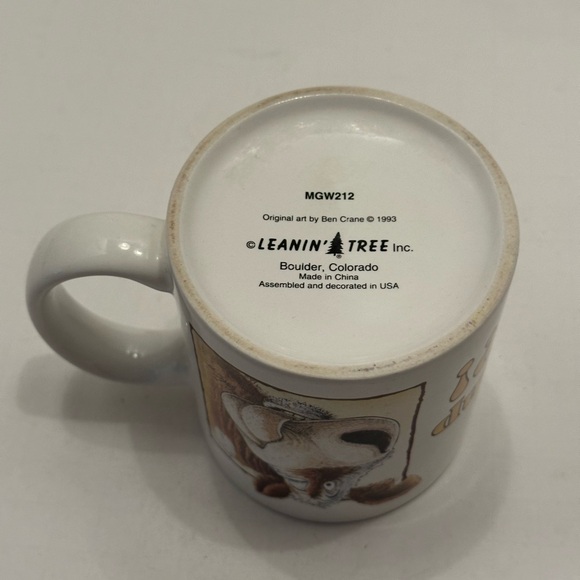 MGW212
Original art by Ben Crane © 1993
© LEANIN' TREE Inc.
®
Boulder, Colorado
Made in China
Assembled and decorated in USA